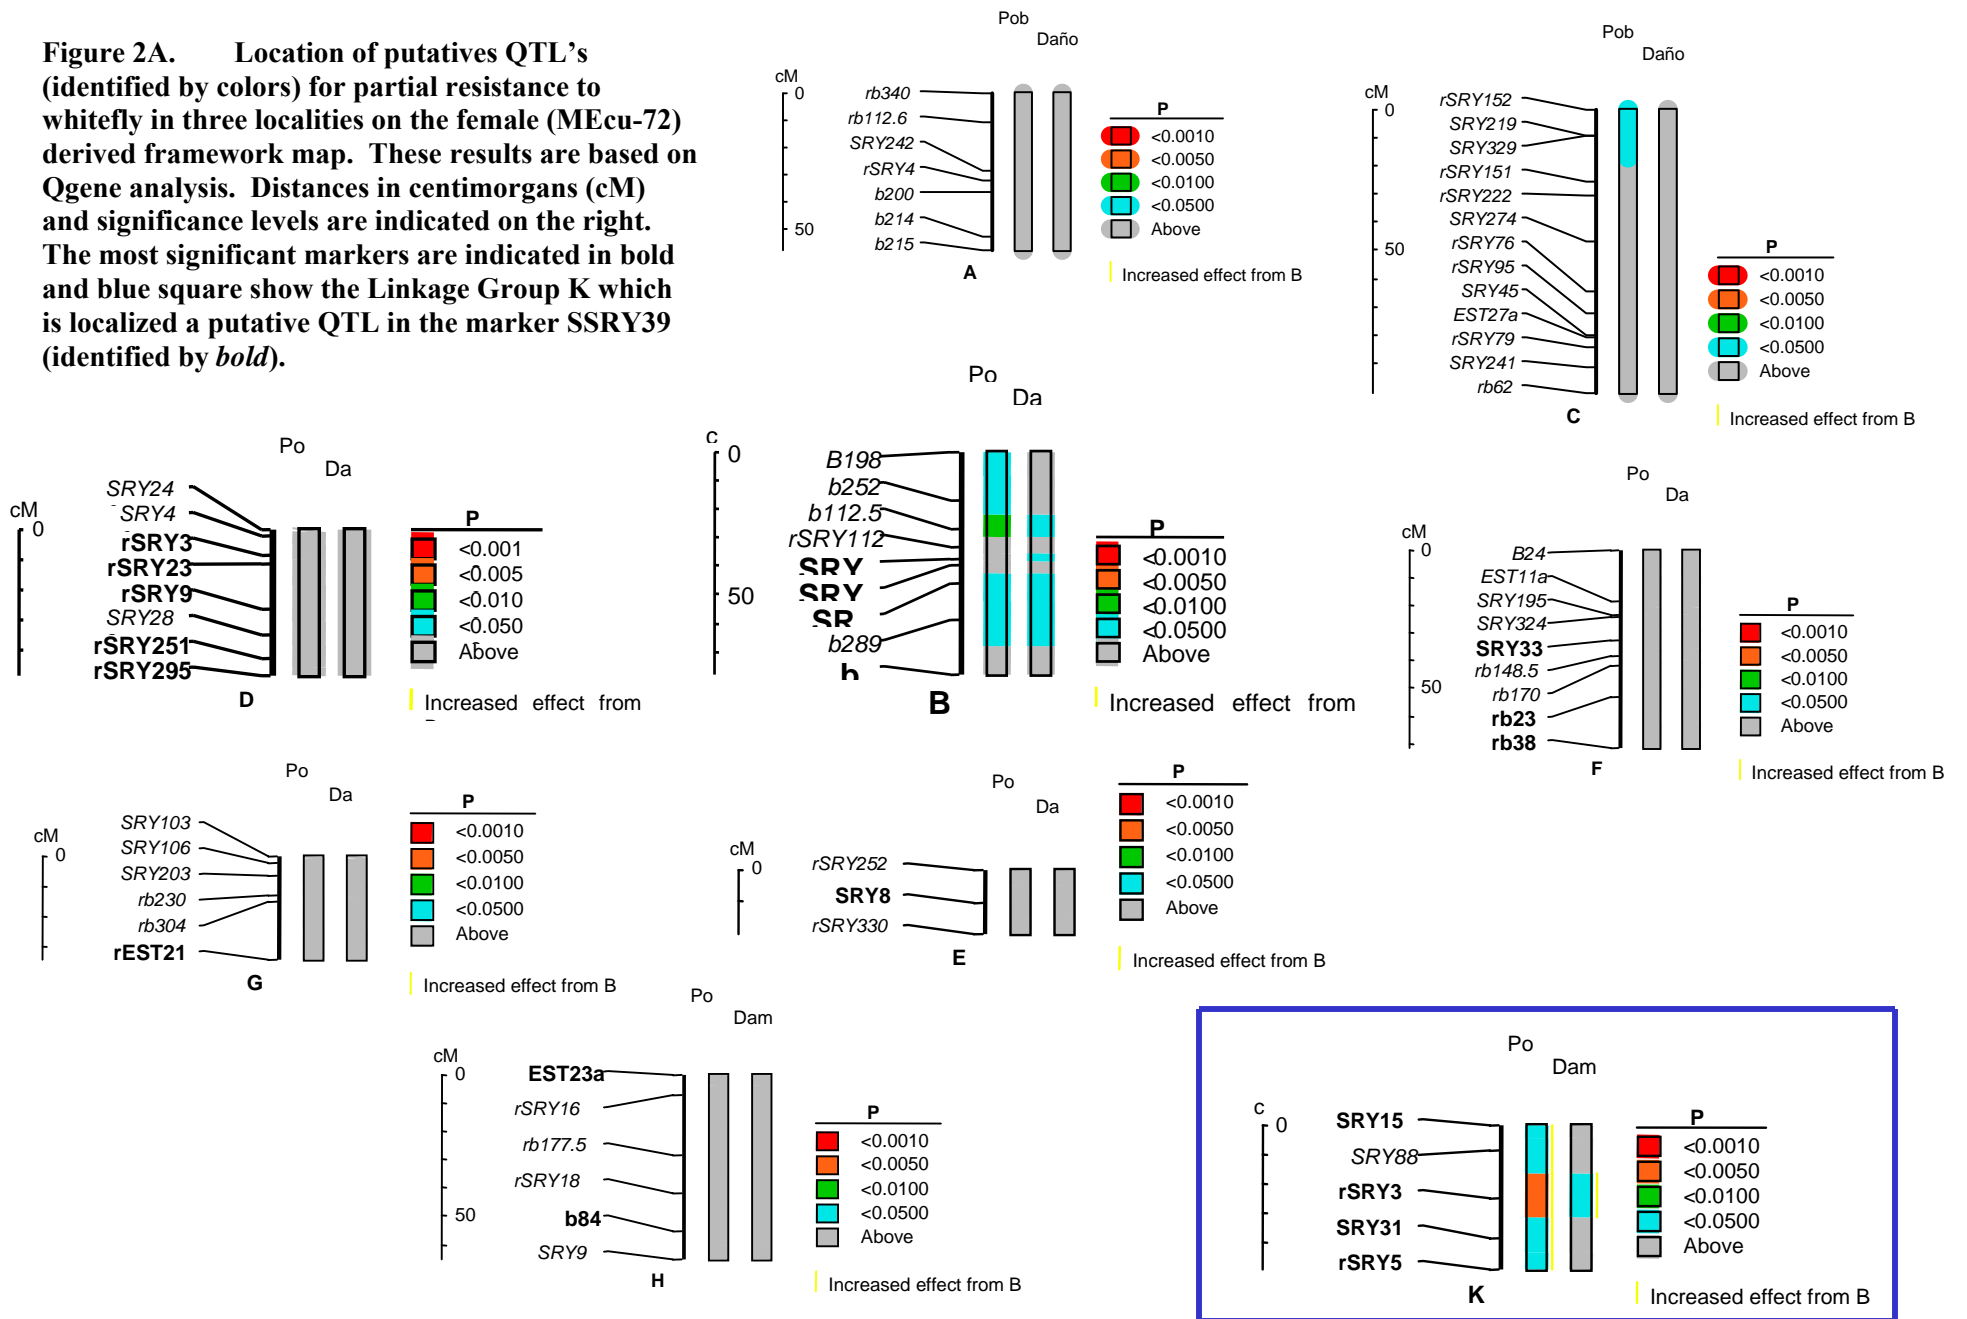 Figure 2A. Location of putatives QTL’s
(identified by colors) for partial resistance to
whitefly in three localities on the female (MEcu-72)
derived framework map. These results are based on
Qgene analysis. Distances in centimorgans (cM)
and significance levels are indicated on the right.
The most significant markers are indicated in bold
and blue square show the Linkage Group K which
is localized a putative QTL in the marker SSRY39
(identified by bold).
Pob
Daño
cM
0
50
rb340
rb112.6
SRY242
rSRY4
b200
b214
b215
A
P
<0.0010
<0.0050
<0.0100
<0.0500
Above
Increased effect from B
Pob
Daño
cM
0
50
rSRY152
SRY219
SRY329
rSRY151
rSRY222
SRY274
rSRY76
rSRY95
SRY45
EST27a
rSRY79
SRY241
rb62
C
P
<0.0010
<0.0050
<0.0100
<0.0500
Above
Increased effect from B
Po
Da
cM
0
SRY24
SRY4
rSRY3
rSRY23
rSRY9
SRY28
rSRY251
rSRY295
D
P
<0.001
<0.005
<0.010
<0.050
Above
Increased effect from
Po
Da
c
0
50
B198
b252
b112.5
rSRY112
SRY
SRY
SR
b289
b
B
P
<0.0010
<0.0050
<0.0100
<0.0500
Above
Increased effect from
Po
Da
cM
0
50
B24
EST11a
SRY195
SRY324
SRY33
rb148.5
rb170
rb23
rb38
F
P
<0.0010
<0.0050
<0.0100
<0.0500
Above
Increased effect from B
Po
Da
cM
0
SRY103
SRY106
SRY203
rb230
rb304
rEST21
G
P
<0.0010
<0.0050
<0.0100
<0.0500
Above
Increased effect from B
Po
Da
cM
0
rSRY252
SRY8
rSRY330
E
P
<0.0010
<0.0050
<0.0100
<0.0500
Above
Increased effect from B
Po
Dam
cM
0
50
EST23a
rSRY16
rb177.5
rSRY18
b84
SRY9
H
P
<0.0010
<0.0050
<0.0100
<0.0500
Above
Increased effect from B
Po
Dam
c
0
SRY15
SRY88
rSRY3
SRY31
rSRY5
K
P
<0.0010
<0.0050
<0.0100
<0.0500
Above
Increased effect from B